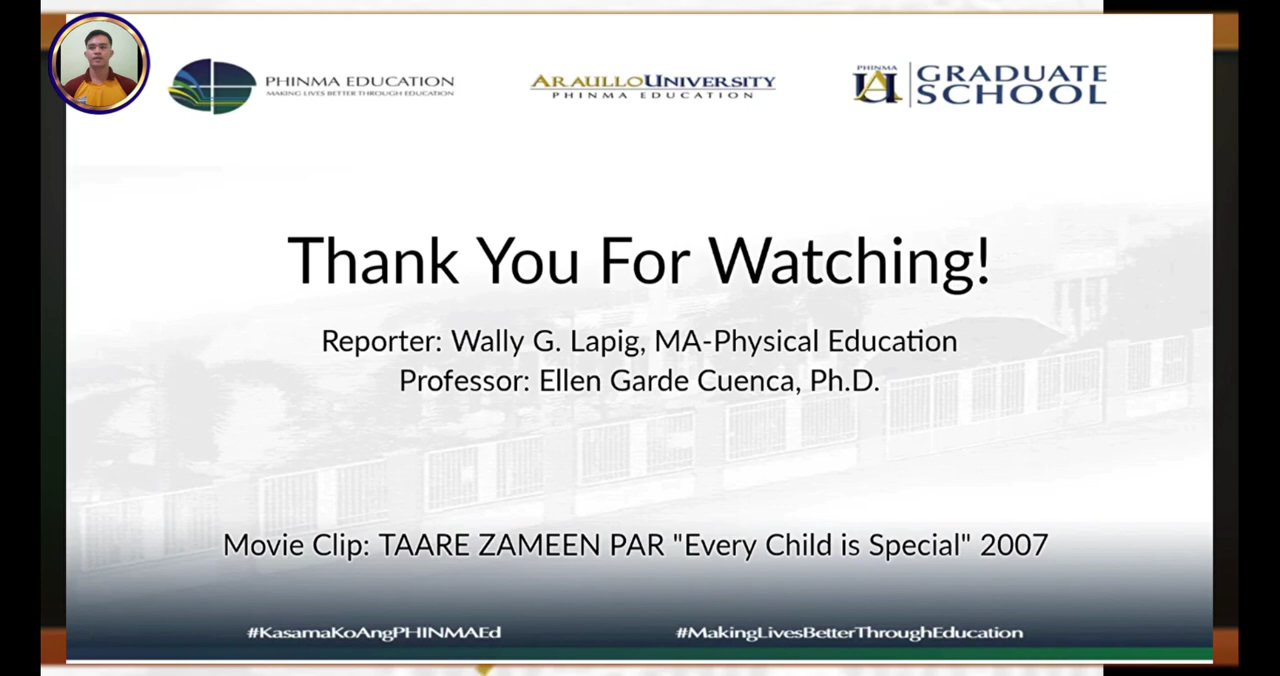 PHINMA EDUCATION
MAKING LIVES BETTER THROUGH EDUCATION
ARAULLOUNIVERSITY
PHINMA EDUCATION
PHINMA
UA
GRADUATE
SCHOOL
Thank You For Watching!
Reporter: Wally G. Lapig, MA-Physical Education
Professor: Ellen Garde Cuenca, Ph.D.
Movie Clip: TAARE ZAMEEN PAR "Every Child is Special" 2007
#KasamaKoAngPHINMAEd
#MakingLivesBetterThroughEducation